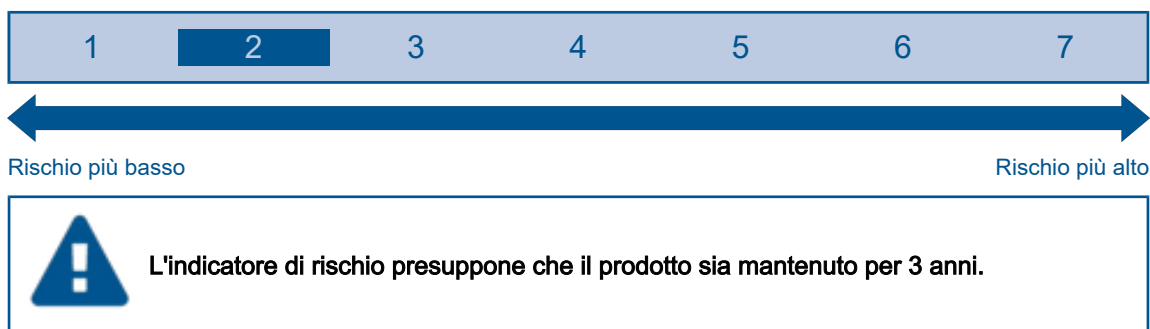 1 2 3 4 5 6 7
Rischio più basso Rischio più alto
L'indicatore di rischio presuppone che il prodotto sia mantenuto per 3 anni.